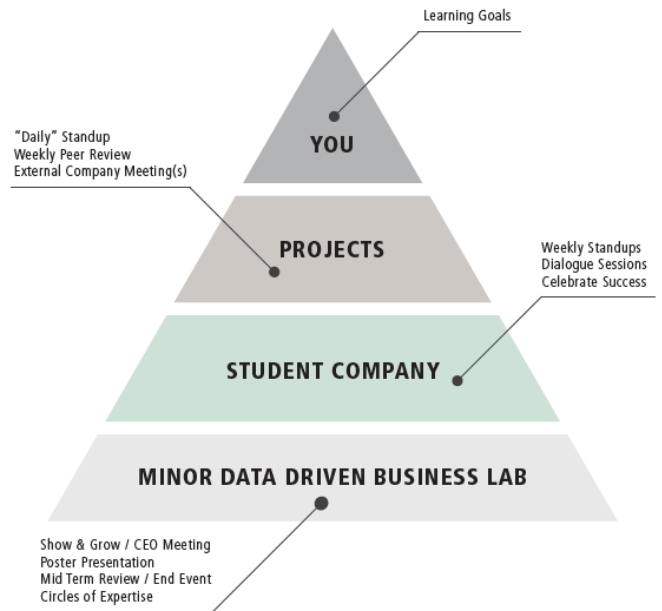 Learning Goals
YOU
"Daily" Standup
Weekly Peer Review
External Company Meeting(s)
PROJECTS
Weekly Standups
Dialogue Sessions
Celebrate Success
STUDENT COMPANY
MINOR DATA DRIVEN BUSINESS LAB
Show & Grow / CEO Meeting
Poster Presentation
Mid Term Review / End Event
Circles of Expertise